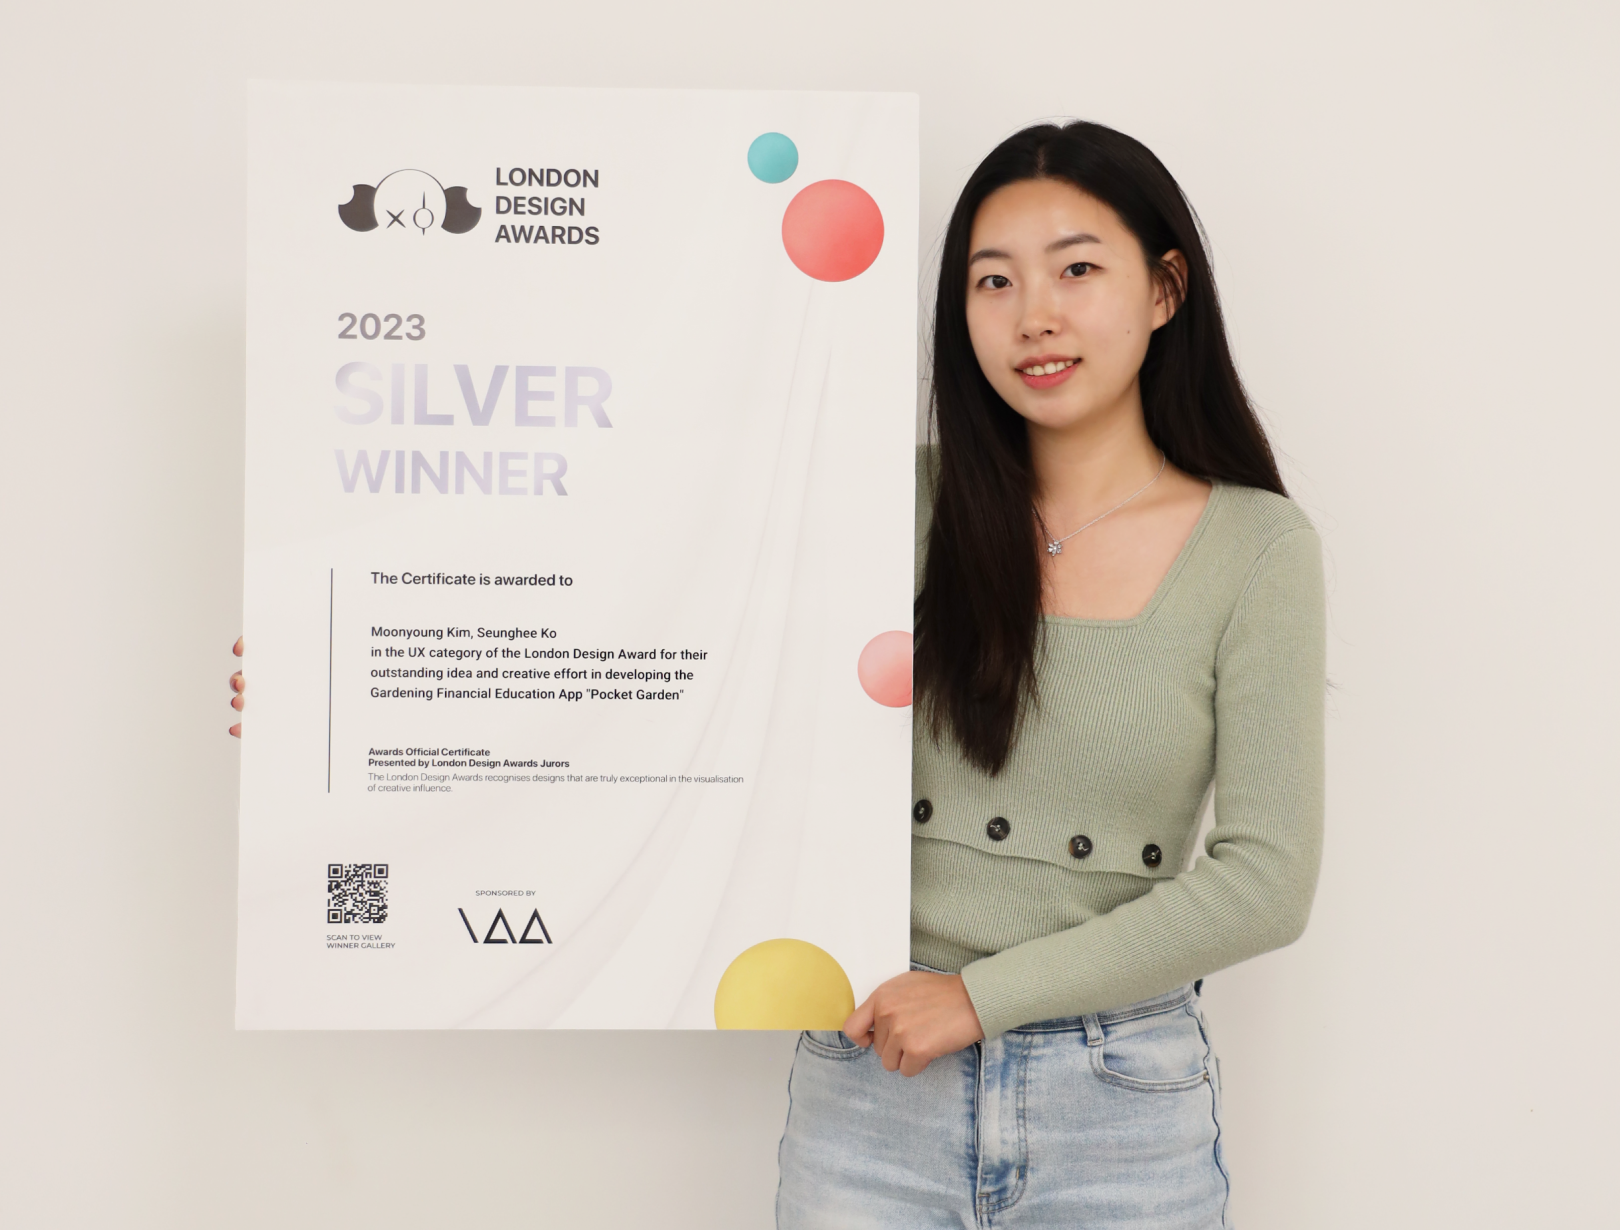 LONDON
DESIGN
AWARDS
2023
SILVER
WINNER
The Certificate is awarded to
Moonyoung Kim, Seunghee Ko
in the UX category of the London Design Award for their
outstanding idea and creative effort in developing the
Gardening Financial Education App "Pocket Garden"
Awards Official Certificate
Presented by London Design Awards Jurors
The London Design Awards recognises designs that are truly exceptional in the visualisation
of creative influence.
SCAN TO VIEW
WINNER GALLERY
SPONSORED BY
IAA